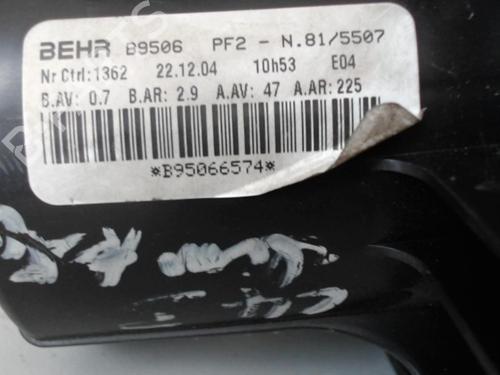 BEHR B9506 PF2 - N.81/5507
Nr Ctrl:1362 22.12.04 10h53 E04
B.AV: 0.7 B.AR: 2.9 A.AV: 47 A.AR: 225
*B95066574*